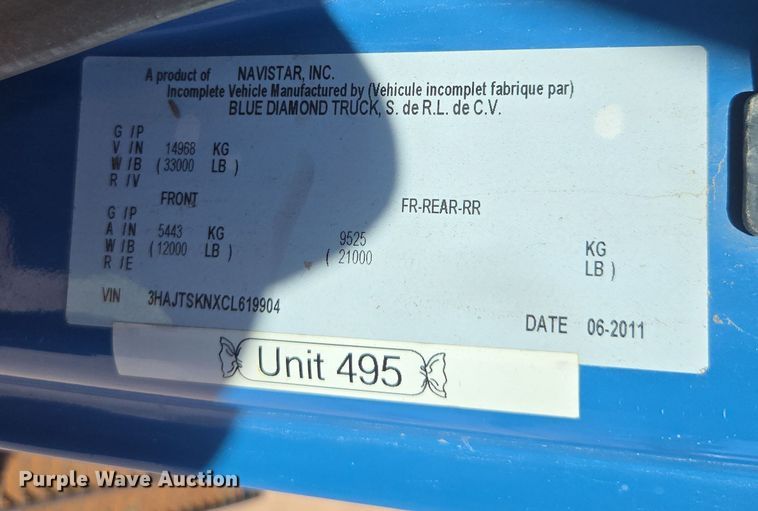 A product of NAVISTAR, INC.
Incomplete Vehicle Manufactured by (Vehicule incomplet fabrique par)
BLUE DIAMOND TRUCK, S. de R.L. de C.V.
G /P
V /N 14968 KG
W/B (33000 LB )
R /V
FRONT FR-REAR-RR
G /P
A /N 5443 KG 9525 KG
W/B (12000 LB ) ( 21000 LB )
R /E
VIN 3HAJTSKNXCL619904
DATE 06-2011
Unit 495
Purple Wave Auction